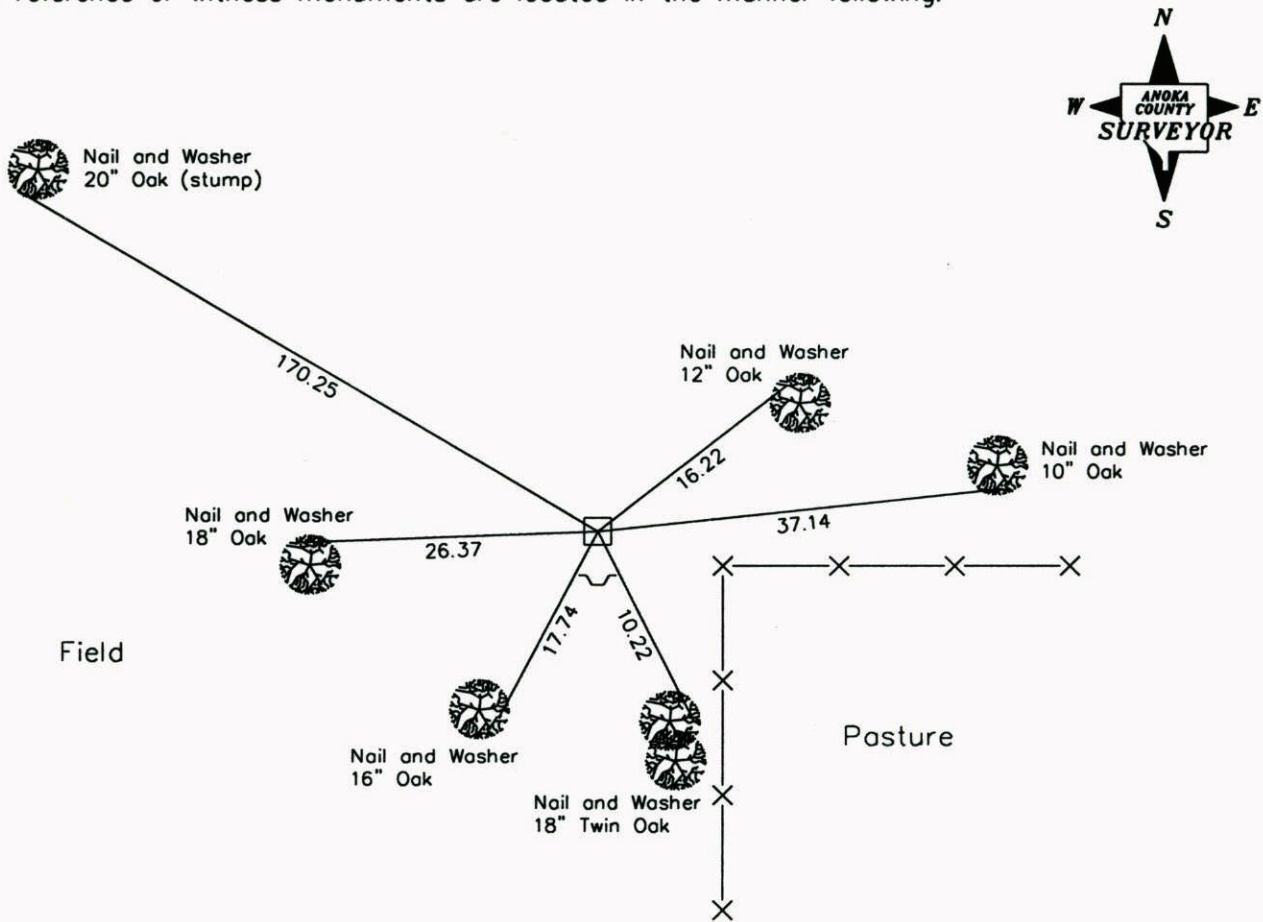 reference or witness monuments are located in the manner following:
N
W
ANOKA
COUNTY
E
SURVEYOR
S
Nail and Washer
20" Oak (stump)
170.25
Nail and Washer
12" Oak
16.22
Nail and Washer
10" Oak
37.14
Nail and Washer
18" Oak
26.37
17.74
10.22
Field
Pasture
Nail and Washer
16" Oak
Nail and Washer
18" Twin Oak